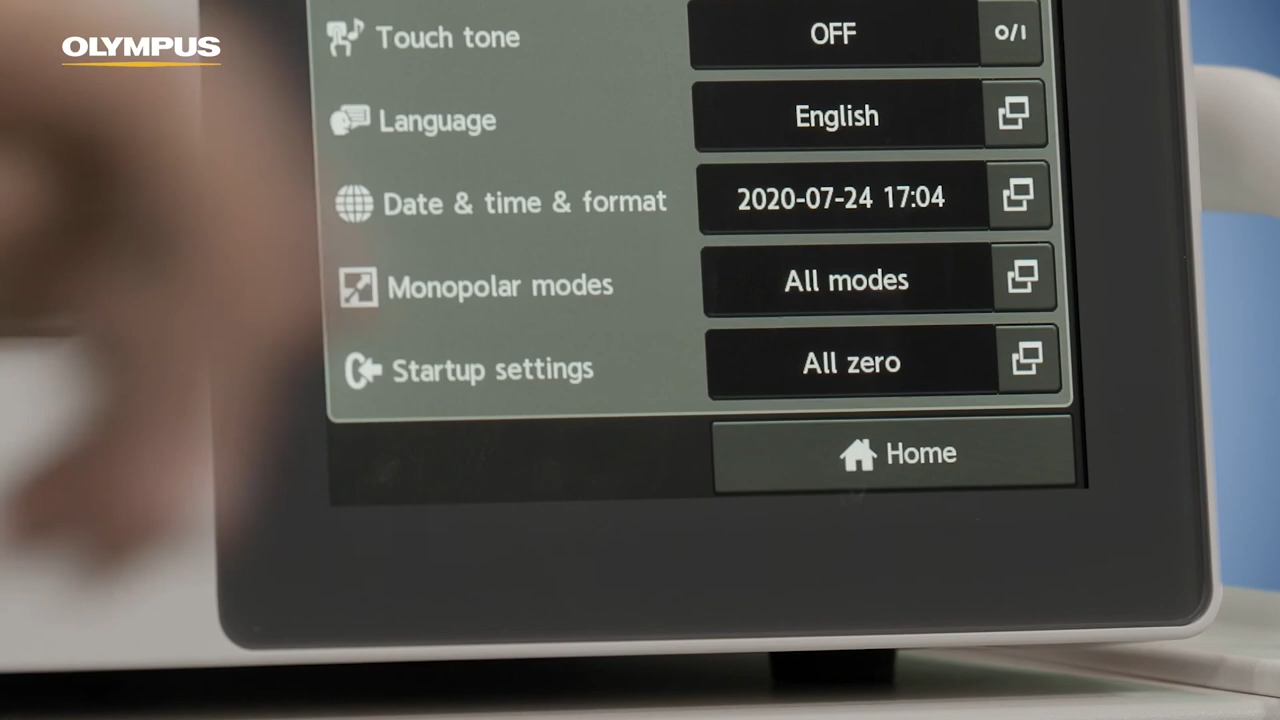 OLYMPUS
Touch tone OFF O/I
Language English
Date & time & format 2020-07-24 17:04
Monopolar modes All modes
Startup settings All zero
Home